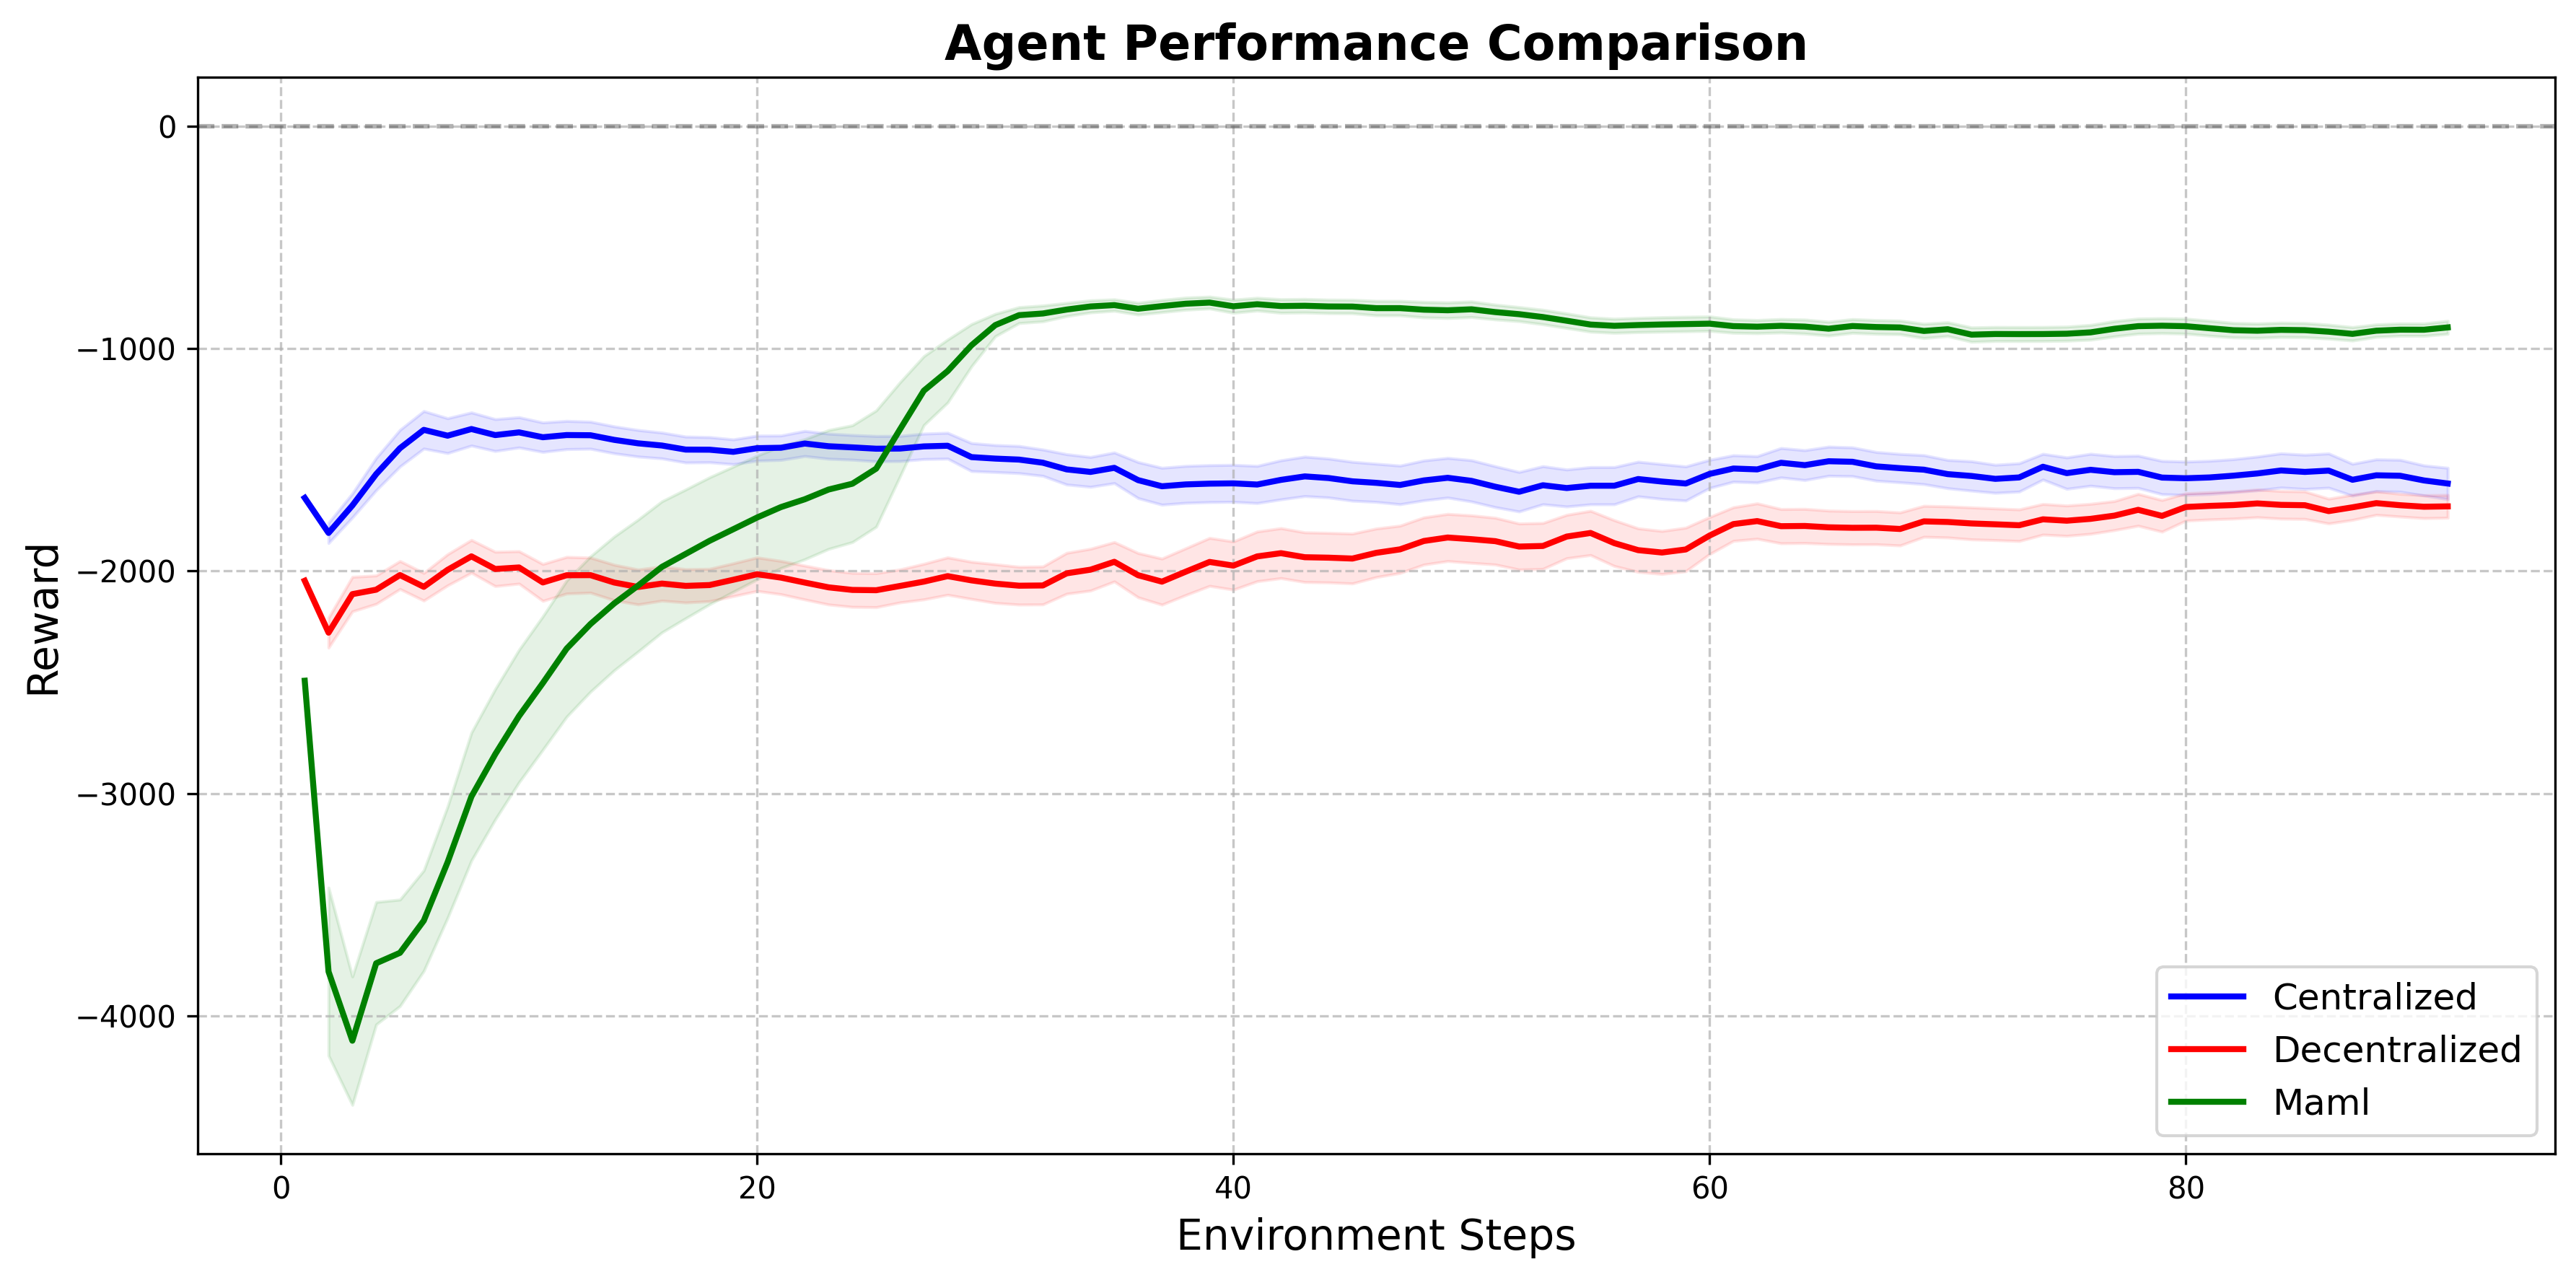 Agent Performance Comparison
0
−1000
−2000
−3000
−4000
Reward
0 20 40 60 80
Environment Steps
Centralized
Decentralized
Maml